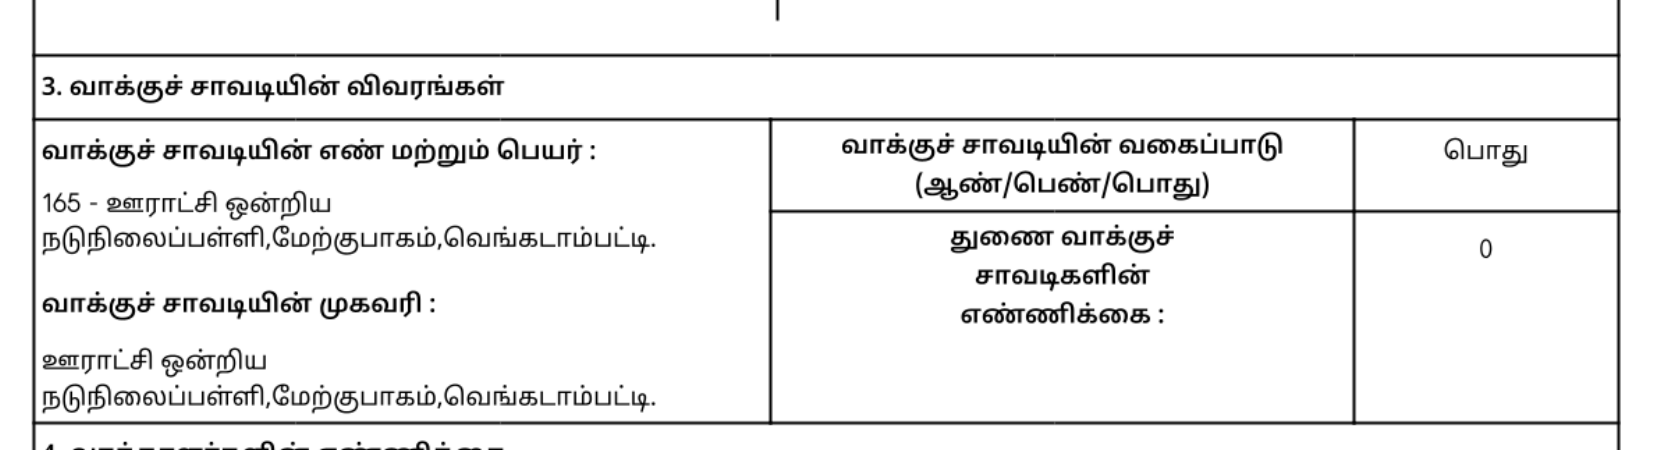 3. வாக்குச் சாவடியின் விவரங்கள்
வாக்குச் சாவடியின் எண் மற்றும் பெயர் :
165 - ஊராட்சி ஒன்றிய
நடுநிலைப்பள்ளி,மேற்குபாகம்,வெங்கடாம்பட்டி.
வாக்குச் சாவடியின் முகவரி :
ஊராட்சி ஒன்றிய
நடுநிலைப்பள்ளி,மேற்குபாகம்,வெங்கடாம்பட்டி.
வாக்குச் சாவடியின் வகைப்பாடு
(ஆண்/பெண்/பொது)
பொது
துணை வாக்குச்
சாவடிகளின்
எண்ணிக்கை :
0